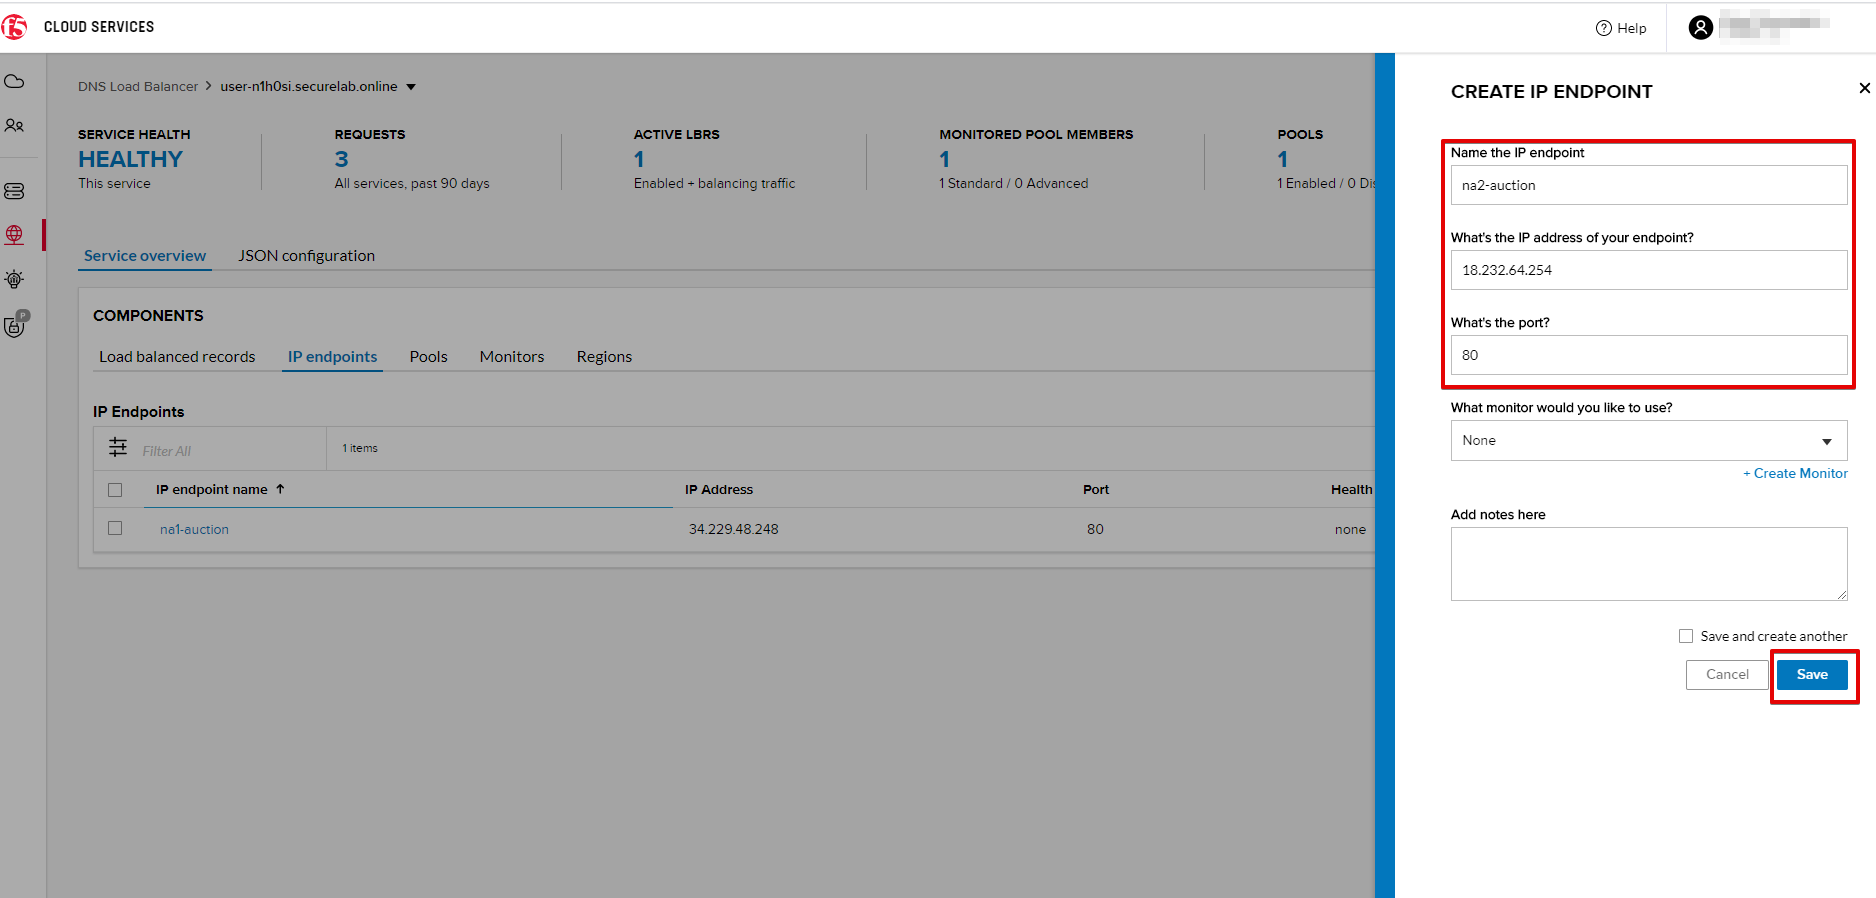 f5 CLOUD SERVICES
Help
DNS Load Balancer > user-n1h0si.securelab.online
SERVICE HEALTH
HEALTHY
This service
REQUESTS
3
All services, past 90 days
ACTIVE LBRS
1
Enabled + balancing traffic
MONITORED POOL MEMBERS
1
1 Standard / 0 Advanced
POOLS
1
1 Enabled / 0 Dis
Service overview JSON configuration
P
COMPONENTS
Load balanced records IP endpoints Pools Monitors Regions
IP Endpoints
Filter All 1 items
IP endpoint name ↑ IP Address Port Health
na1-auction 34.229.48.248 80 none
CREATE IP ENDPOINT
Name the IP endpoint
na2-auction
What's the IP address of your endpoint?
18.232.64.254
What's the port?
80
What monitor would you like to use?
None
+ Create Monitor
Add notes here
Save and create another
Cancel Save